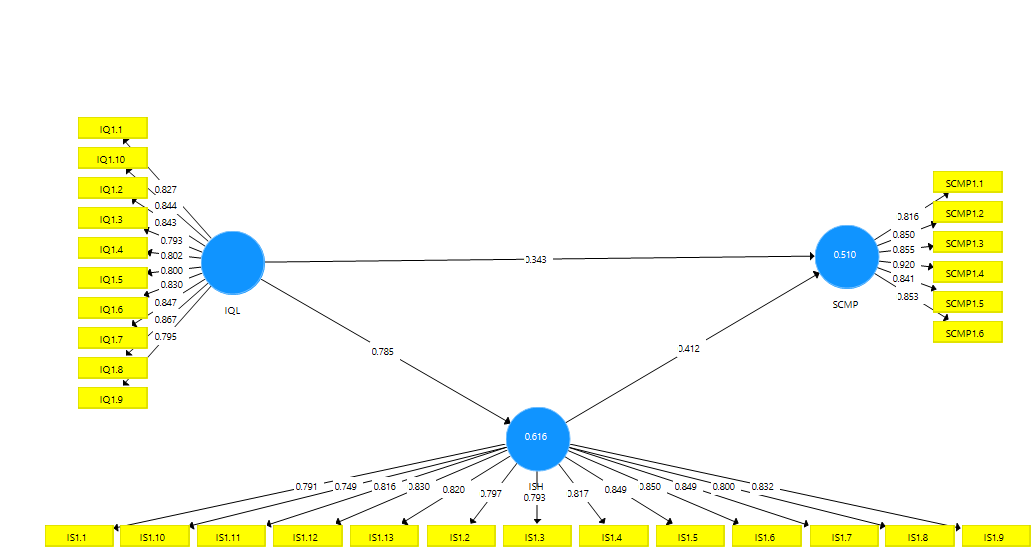 IQ1.1
IQ1.10
IQ1.2
IQ1.3
IQ1.4
IQ1.5
IQ1.6
IQ1.7
IQ1.8
IQ1.9
0.827
0.844
0.843
0.793
0.802
0.800
0.830
0.847
0.867
0.795
IQL
0.343
0.785
0.412
0.510
SCMP
0.816
0.850
0.855
0.920
0.841
0.853
SCMP1.1
SCMP1.2
SCMP1.3
SCMP1.4
SCMP1.5
SCMP1.6
0.616
ISH
0.791
0.749
0.816
0.830
0.820
0.797
0.793
0.817
0.849
0.850
0.849
0.800
0.832
IS1.1
IS1.10
IS1.11
IS1.12
IS1.13
IS1.2
IS1.3
IS1.4
IS1.5
IS1.6
IS1.7
IS1.8
IS1.9